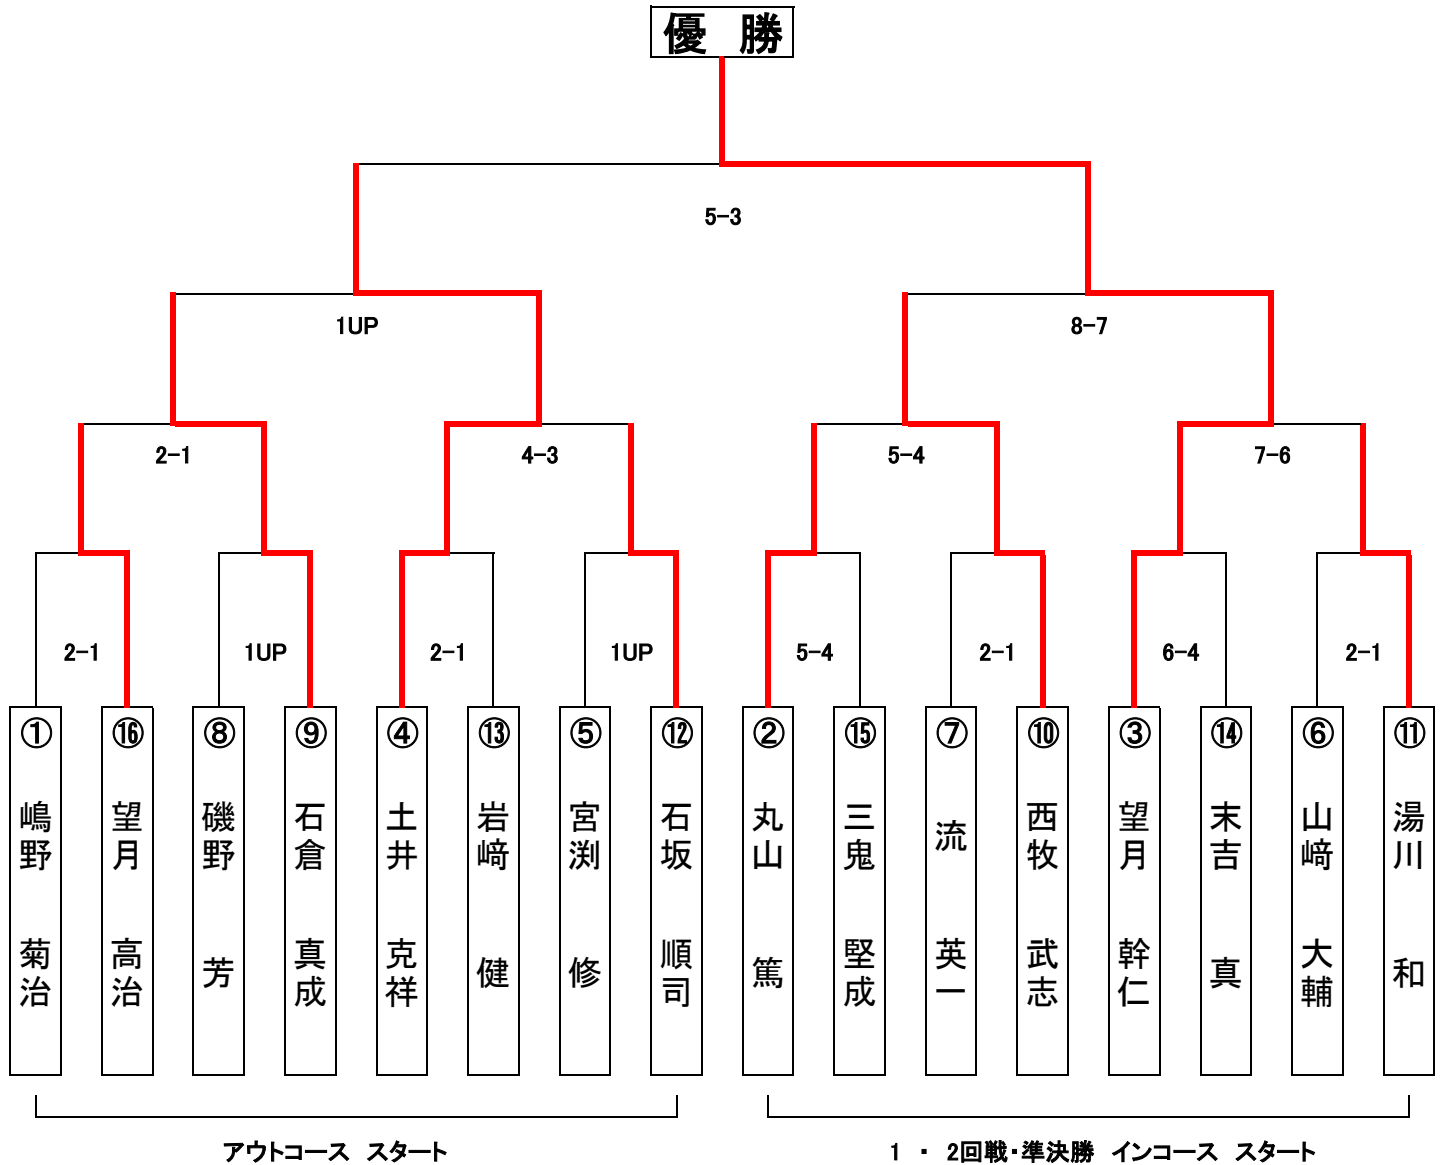 優　勝
5-3
1UP
8-7
2-1
4-3
5-4
7-6
2-1
1UP
2-1
1UP
5-4
2-1
6-4
2-1
① 嶋野 菊治
⑯ 望月 高治
⑧ 磯野 芳
⑨ 石倉 真成
④ 土井 克祥
⑬ 岩﨑 健
⑤ 宮渕 修
⑫ 石坂 順司
② 丸山 篤
⑮ 三鬼 堅成
⑦ 流 英一
⑩ 西牧 武志
③ 望月 幹仁
⑭ 末吉 真
⑥ 山﨑 大輔
⑪ 湯川 和
アウトコース　スタート
1　・　2回戦・準決勝　インコース　スタート